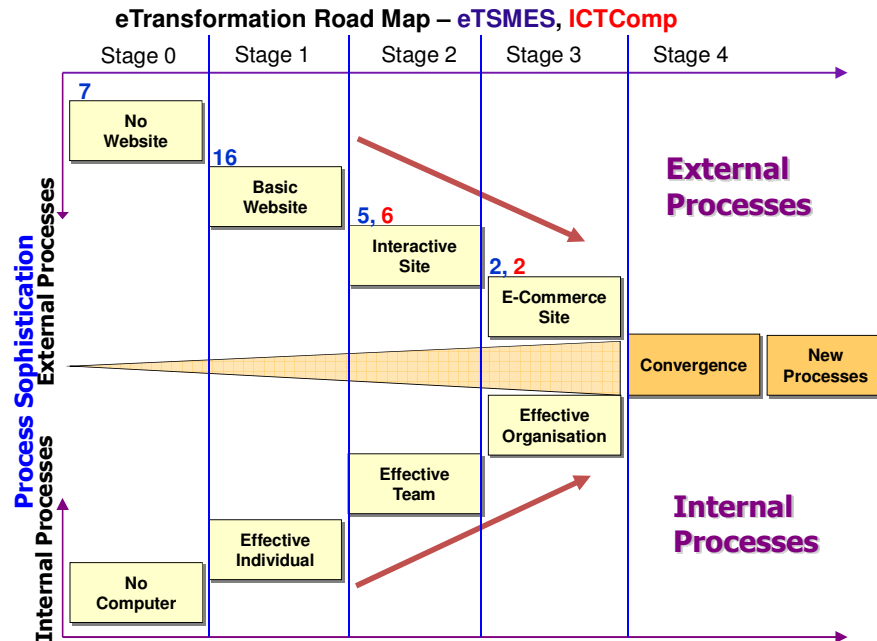 eTransformation Road Map – eTSMES, ICTComp
Stage 0
Stage 1
Stage 2
Stage 3
Stage 4
7
No
Website
16
Basic
Website
5, 6
Interactive
Site
2, 2
E-Commerce
Site
External
Processes
Process Sophistication
External Processes
Internal Processes
Convergence
New
Processes
Effective
Organisation
Effective
Team
Effective
Individual
No
Computer
Internal
Processes